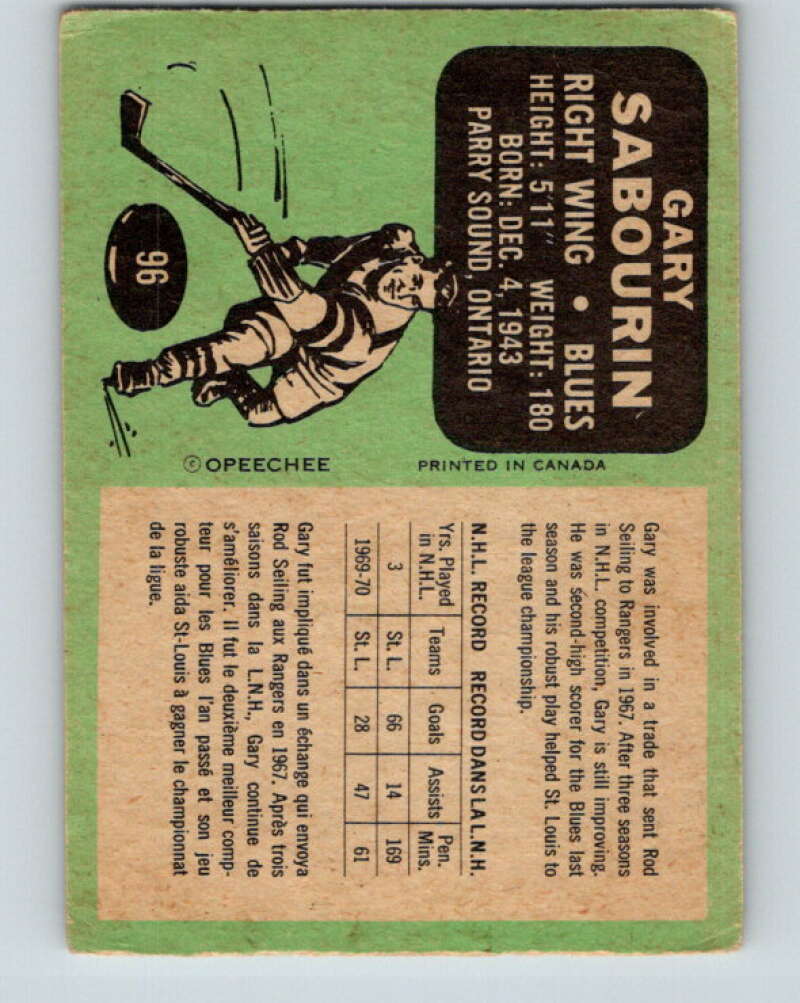 GARY
SABOURIN
RIGHT WING • BLUES
HEIGHT: 5'11" WEIGHT: 180
BORN: DEC. 4, 1943
PARRY SOUND, ONTARIO
96
© OPEECHEE
PRINTED IN CANADA
Gary was involved in a trade that sent Rod
Seiling to Rangers in 1967. After three seasons
in N.H.L. competition, Gary is still improving.
He was second-high scorer for the Blues last
season and his robust play helped St. Louis to
the league championship.
N.H.L. RECORD RECORD DANS LA L.N.H.
Yrs. Played in N.H.L. Teams Goals Assists Pen. Mins.
3 St. L. 66 14 169
1969-70 St. L. 28 47 61
Gary fut impliqué dans un échange qui envoya
Rod Seiling aux Rangers en 1967. Après trois
saisons dans la L.N.H., Gary continue de
s'améliorer. Il fut le deuxième meilleur comp-
teur pour les Blues l'an passé et son jeu
robuste aida St-Louis à gagner le championnat
de la ligue.